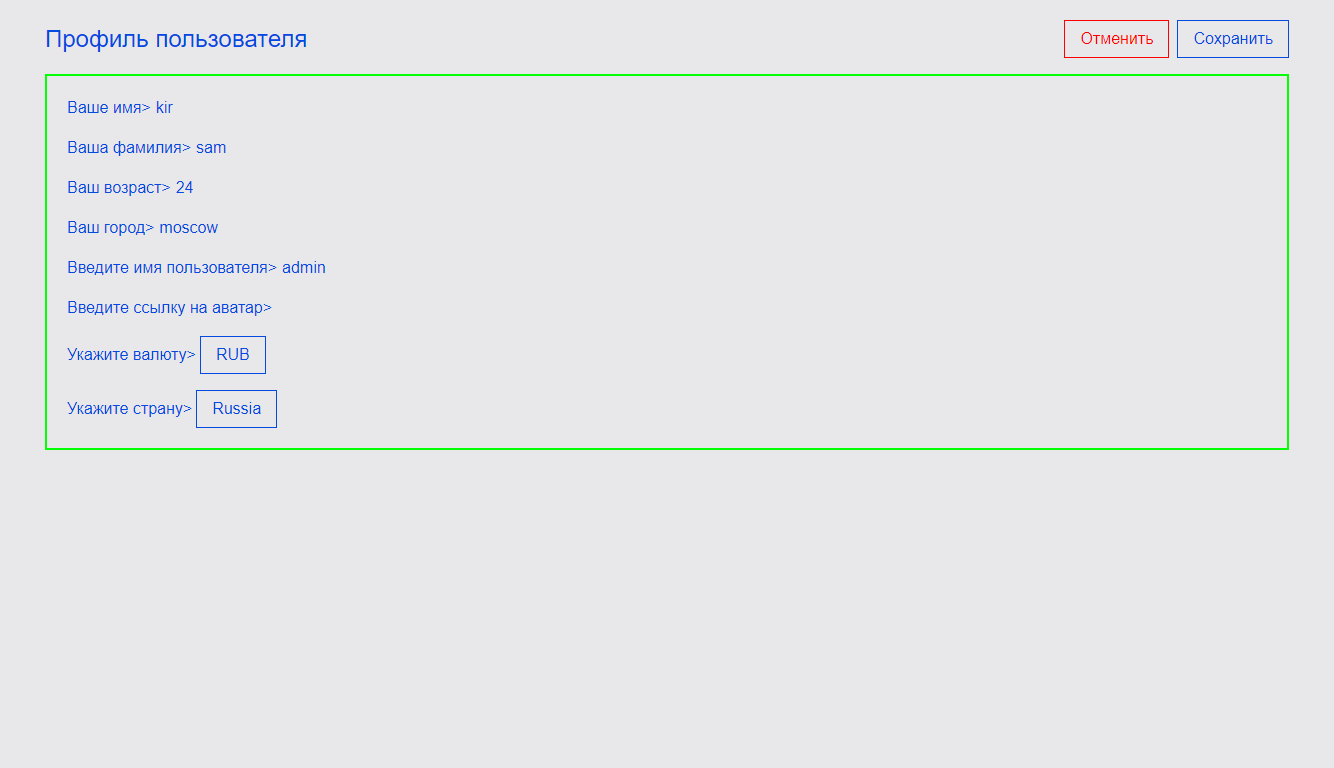 Профиль пользователя
Отменить
Сохранить
Ваше имя> kir
Ваша фамилия> sam
Ваш возраст> 24
Ваш город> moscow
Введите имя пользователя> admin
Введите ссылку на аватар>
Укажите валюту> RUB
Укажите страну> Russia